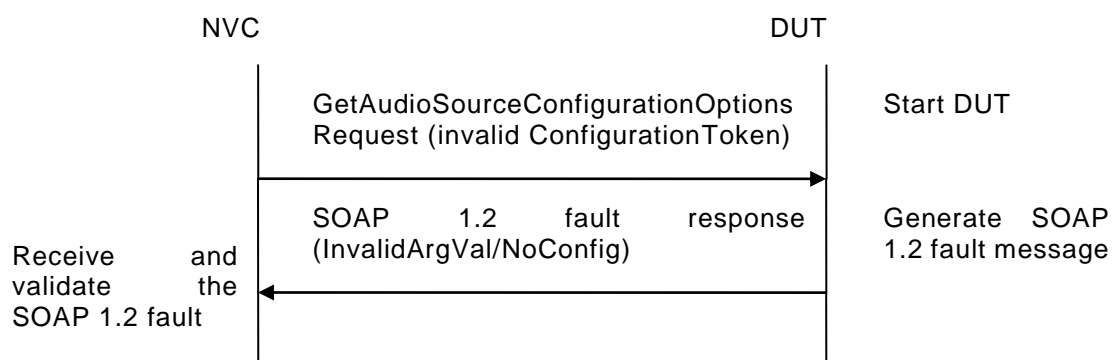 NVC
DUT
GetAudioSourceConfigurationOptions
Request (invalid ConfigurationToken)
Start DUT
SOAP 1.2 fault response
(InvalidArgVal/NoConfig)
Generate SOAP
1.2 fault message
Receive and
validate the
SOAP 1.2 fault